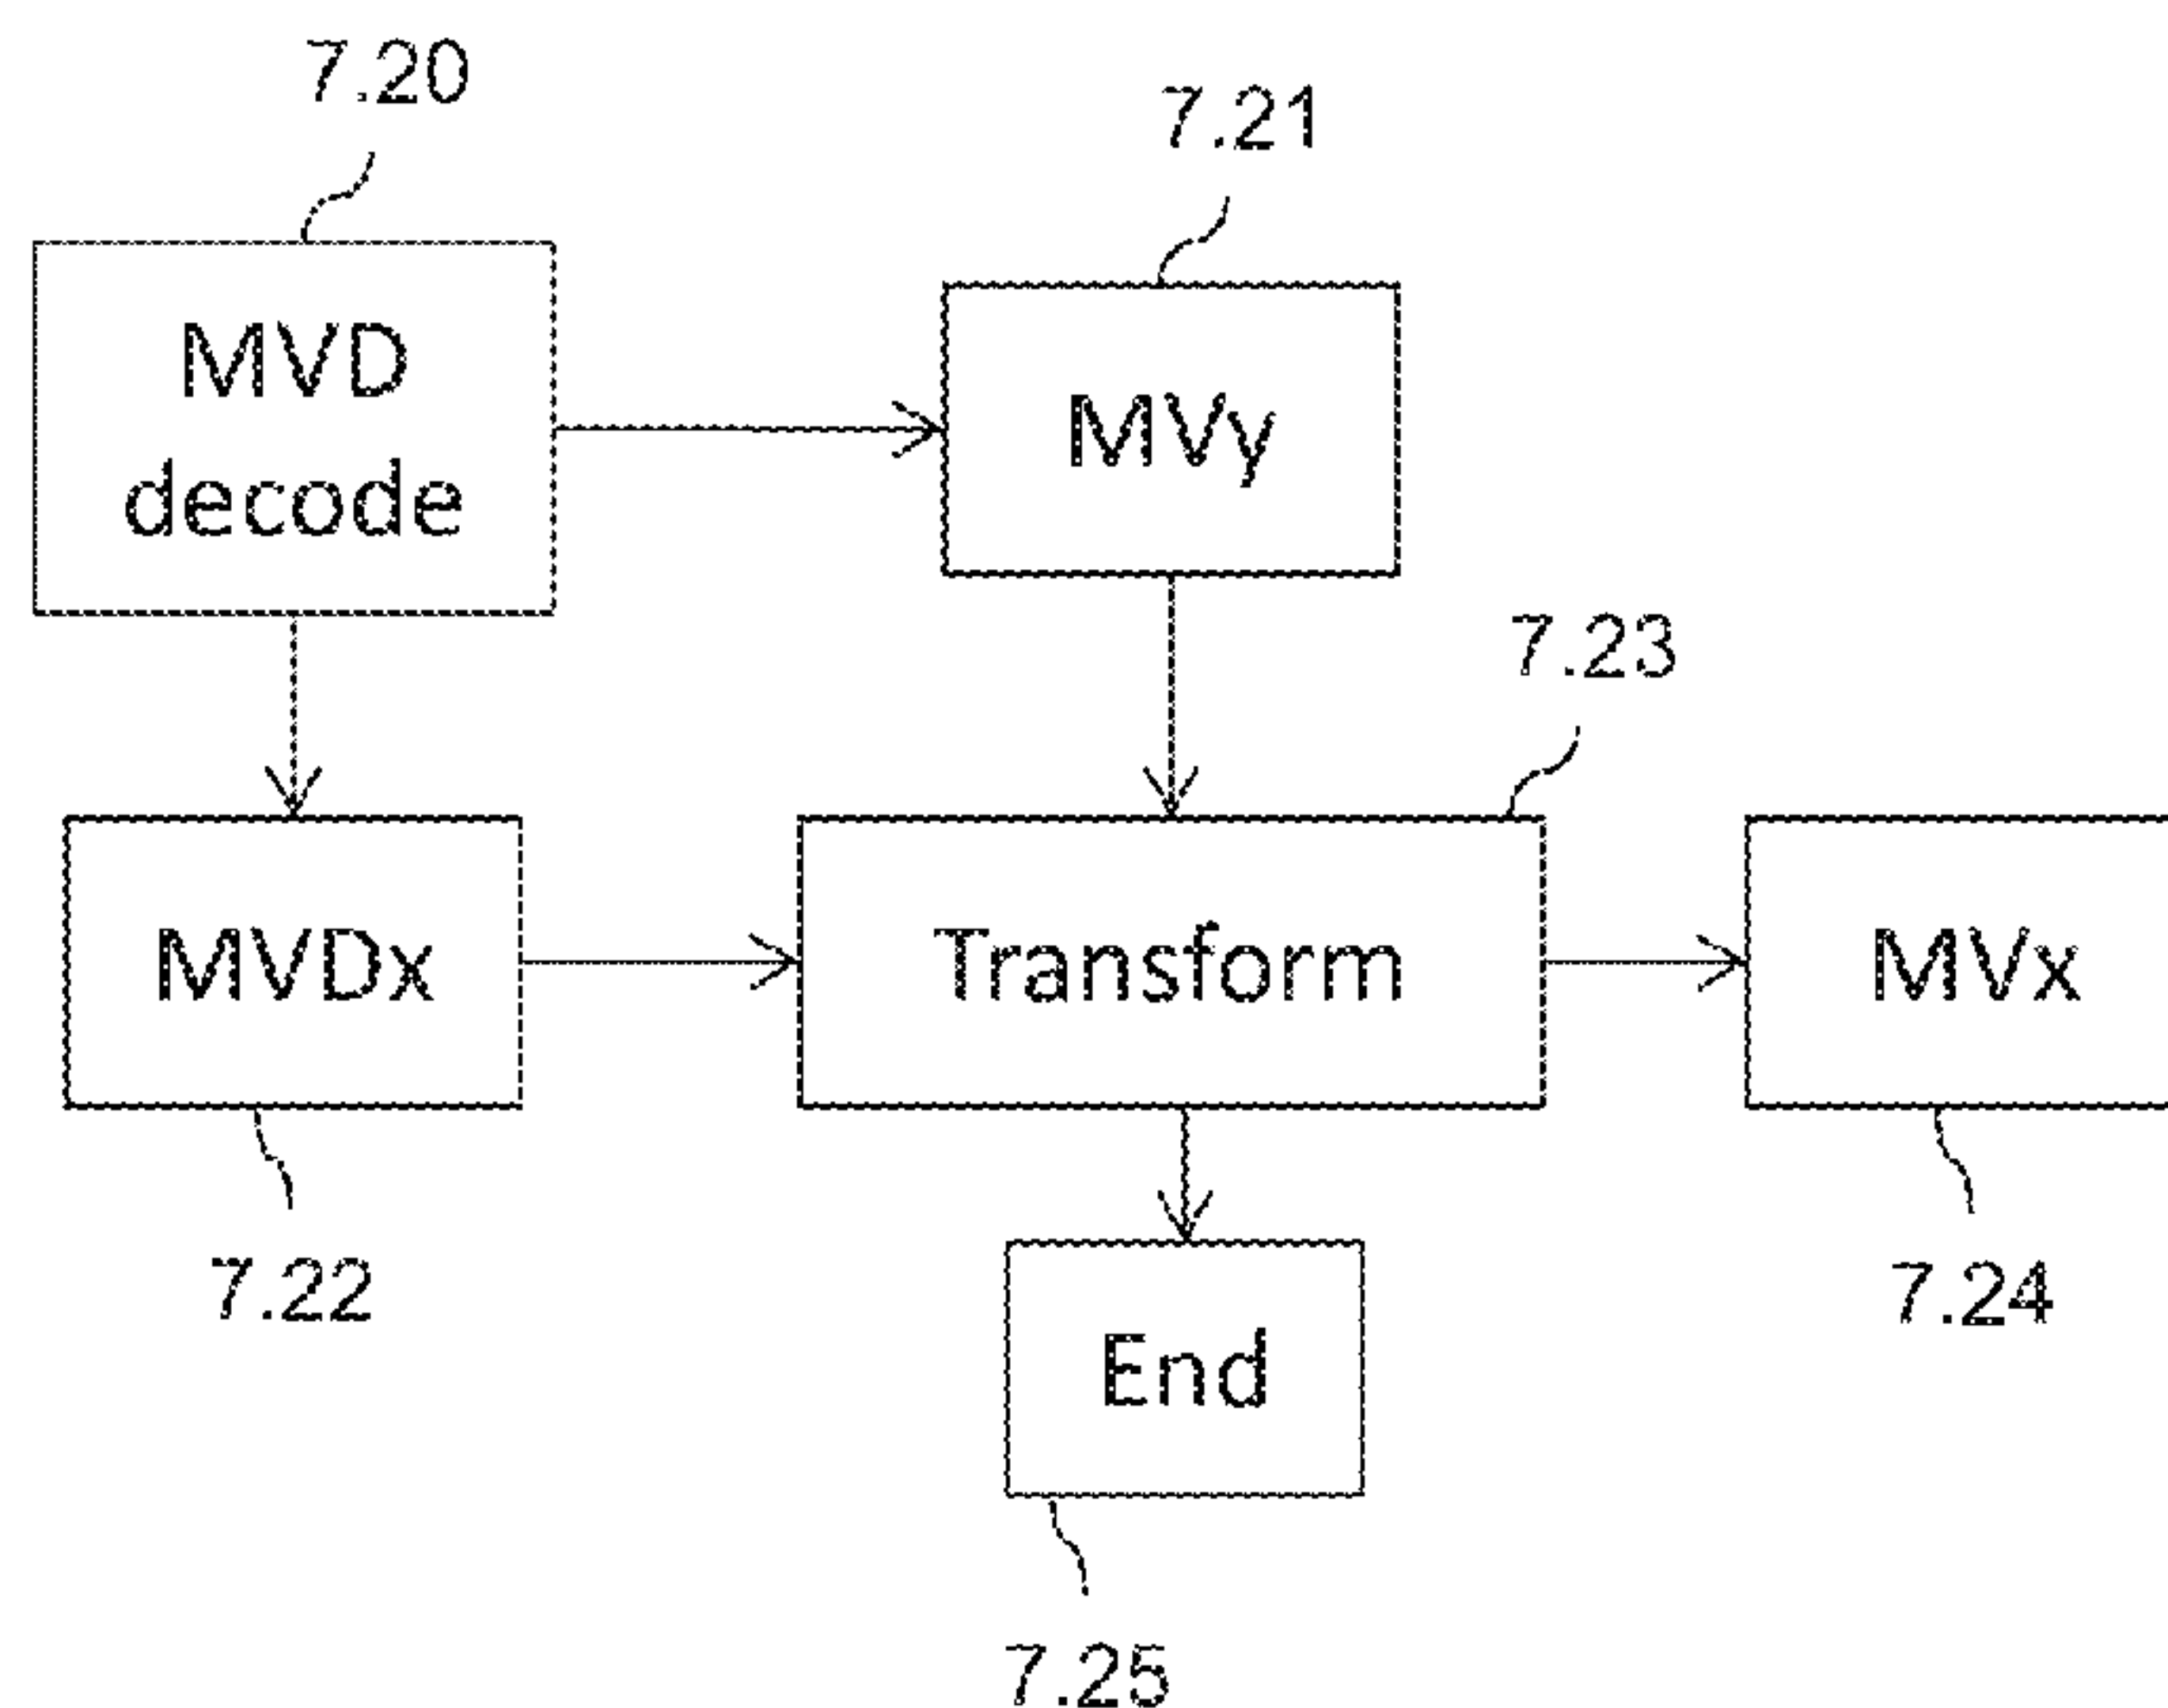 7.20
7.21
MVD
decode
MVy
7.23
MVDx
Transform
MVx
7.22
7.24
End
7.25